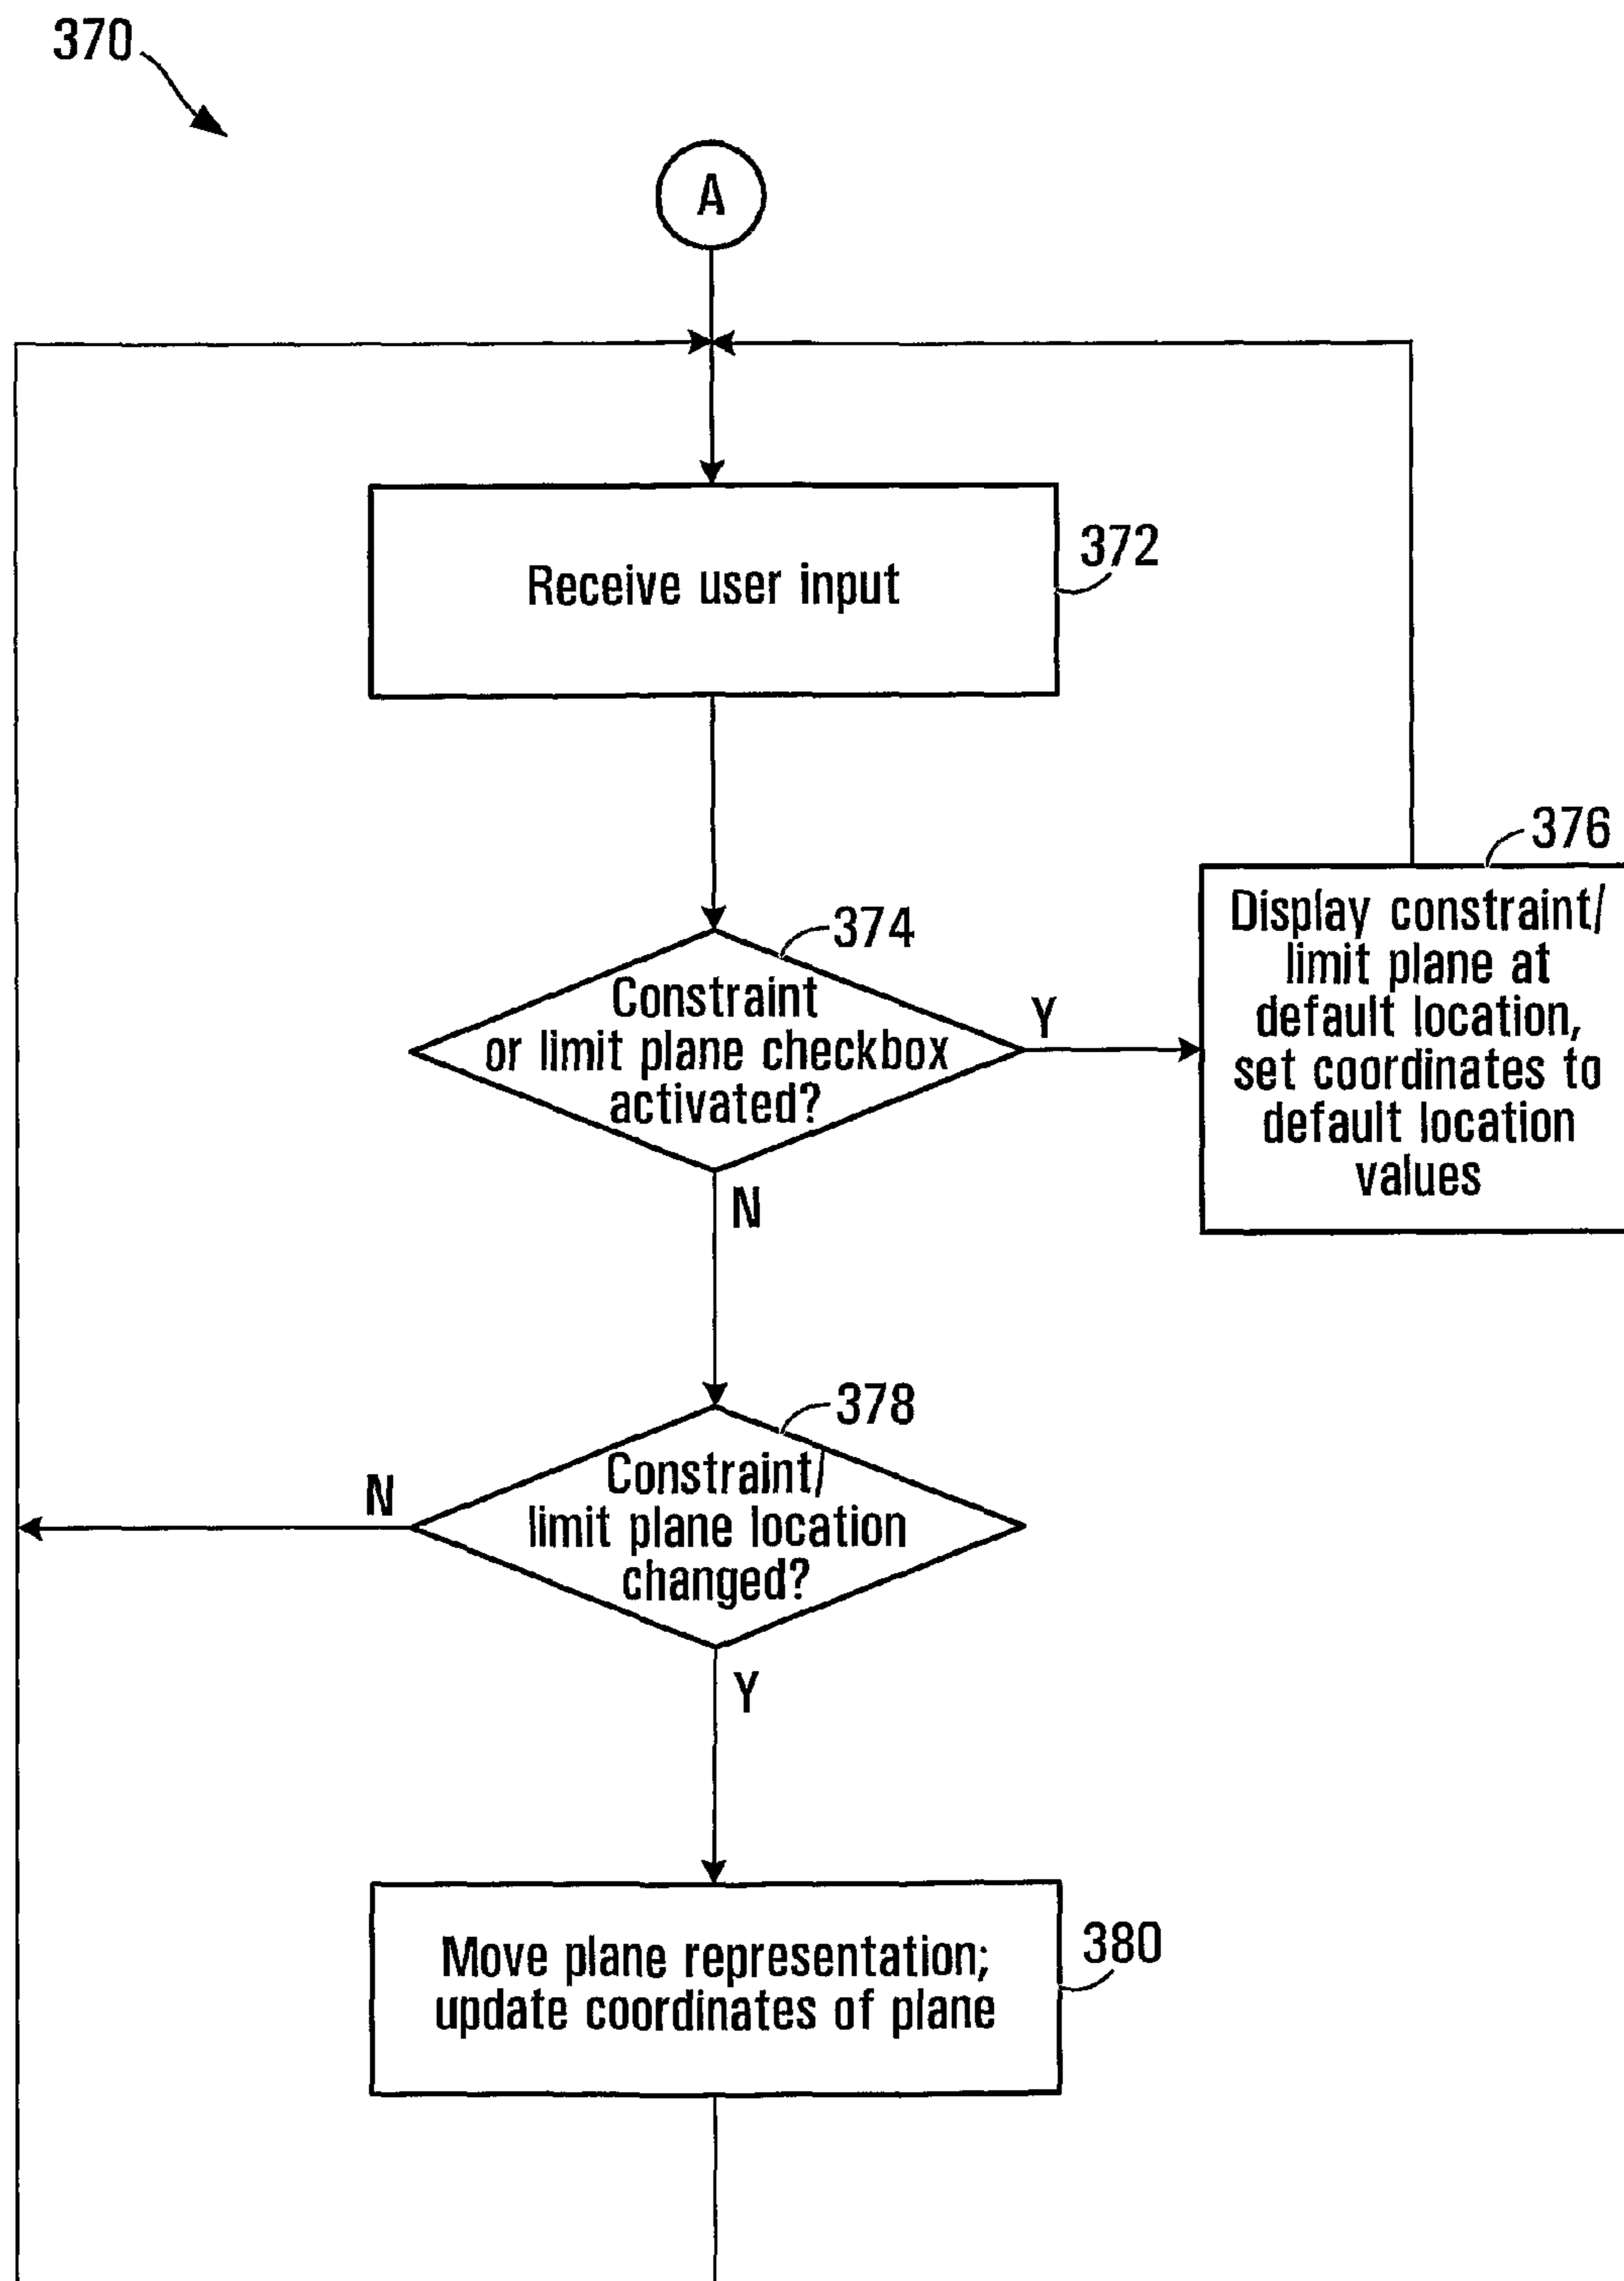 370
A
Receive user input
372
374
Constraint
or limit plane checkbox
activated?
Y
N
376
Display constraint/
limit plane at
default location,
set coordinates to
default location
values
378
Constraint/
limit plane location
changed?
N
Y
Move plane representation;
update coordinates of plane
380